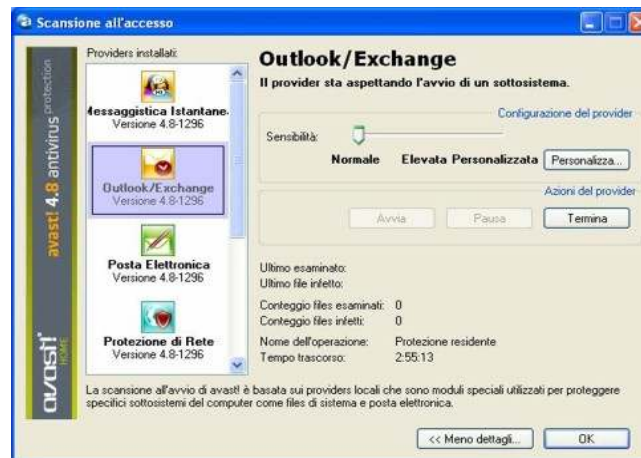 Scansione all'accesso
avast! 4.8 antivirus protection
avast! HOME
Providers installati:
Messaggistica Istantane
Versione 4.8-1296
Outlook/Exchange
Versione 4.8-1296
Posta Elettronica
Versione 4.8-1296
Protezione di Rete
Versione 4.8-1296
Outlook/Exchange
Il provider sta aspettando l'avvio di un sottosistema.
Configurazione del provider
Sensibilità:
Normale Elevata Personalizzata Personalizza...
Azioni del provider
Avvia Pausa Termina
Ultimo esaminato:
Ultimo file infetto:
Conteggio files esaminati: 0
Conteggio files infetti: 0
Nome dell'operazione: Protezione residente
Tempo trascorso: 2:55:13
La scansione all'avvio di avast! è basata sui providers locali che sono moduli speciali utilizzati per proteggere
specifici sottosistemi del computer come files di sistema e posta elettronica.
<< Meno dettagli... OK